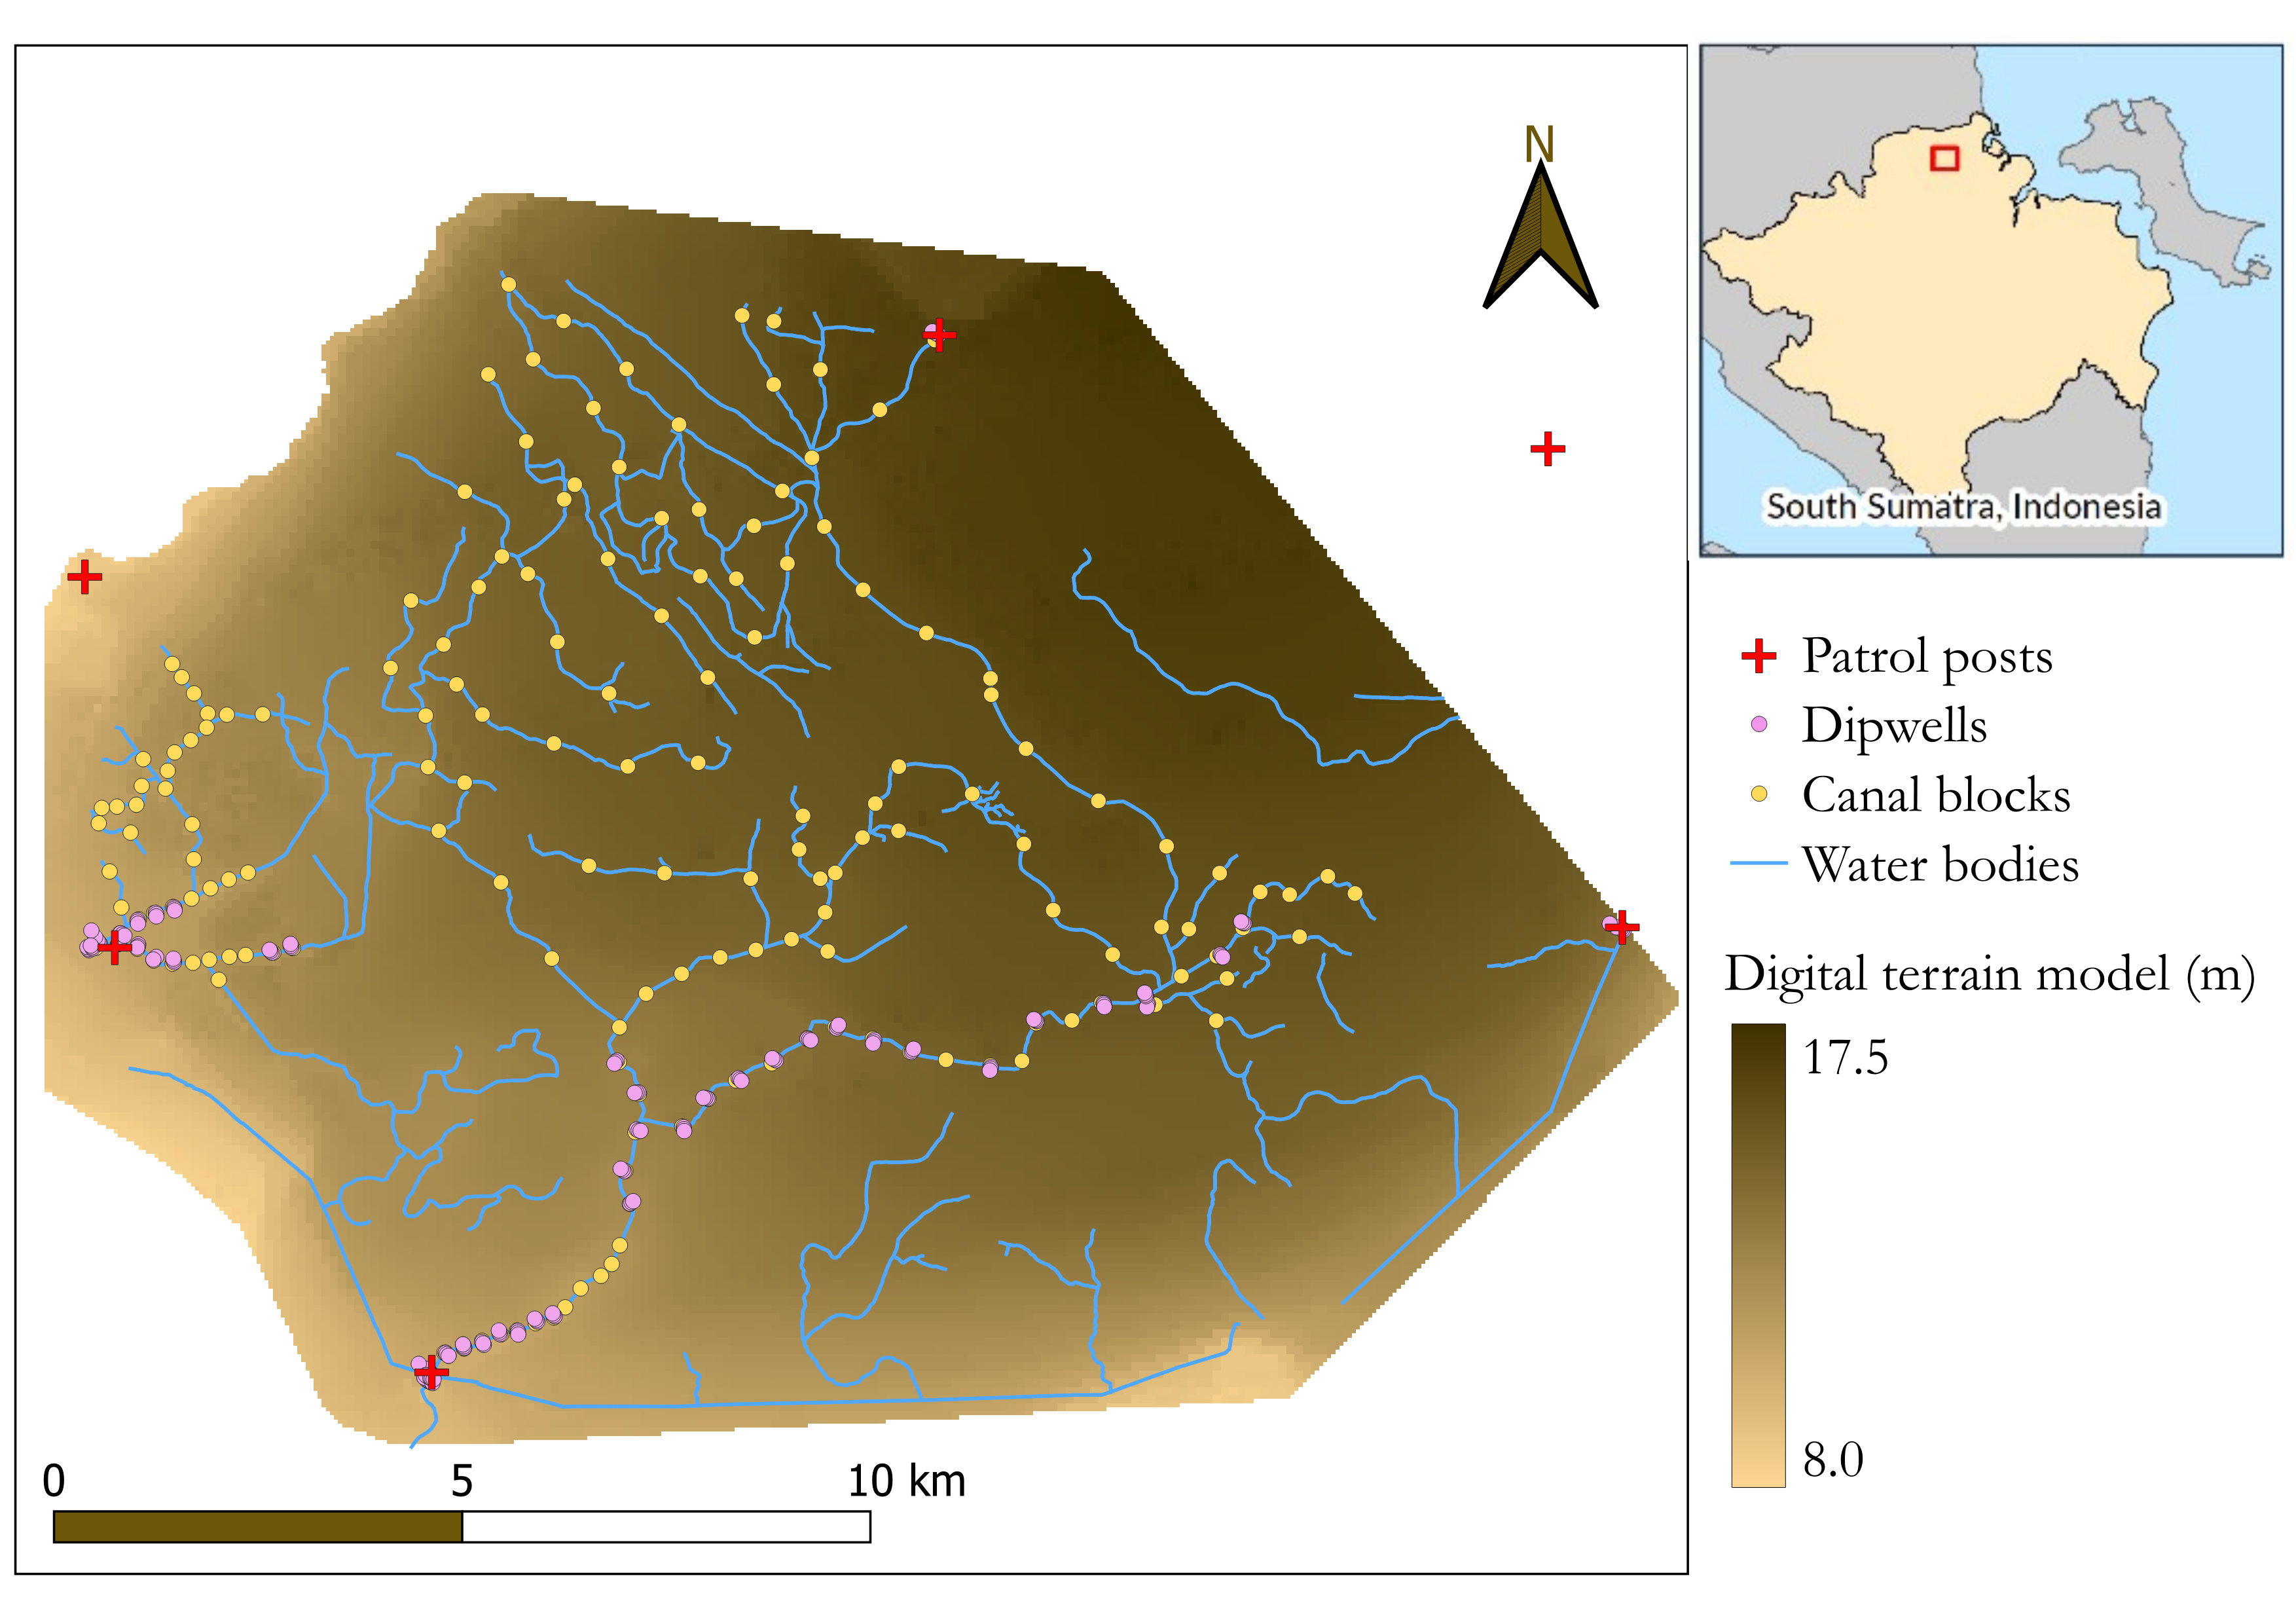 N
South Sumatra, Indonesia
Patrol posts
Dipwells
Canal blocks
Water bodies
Digital terrain model (m)
17.5
8.0
0 5 10 km